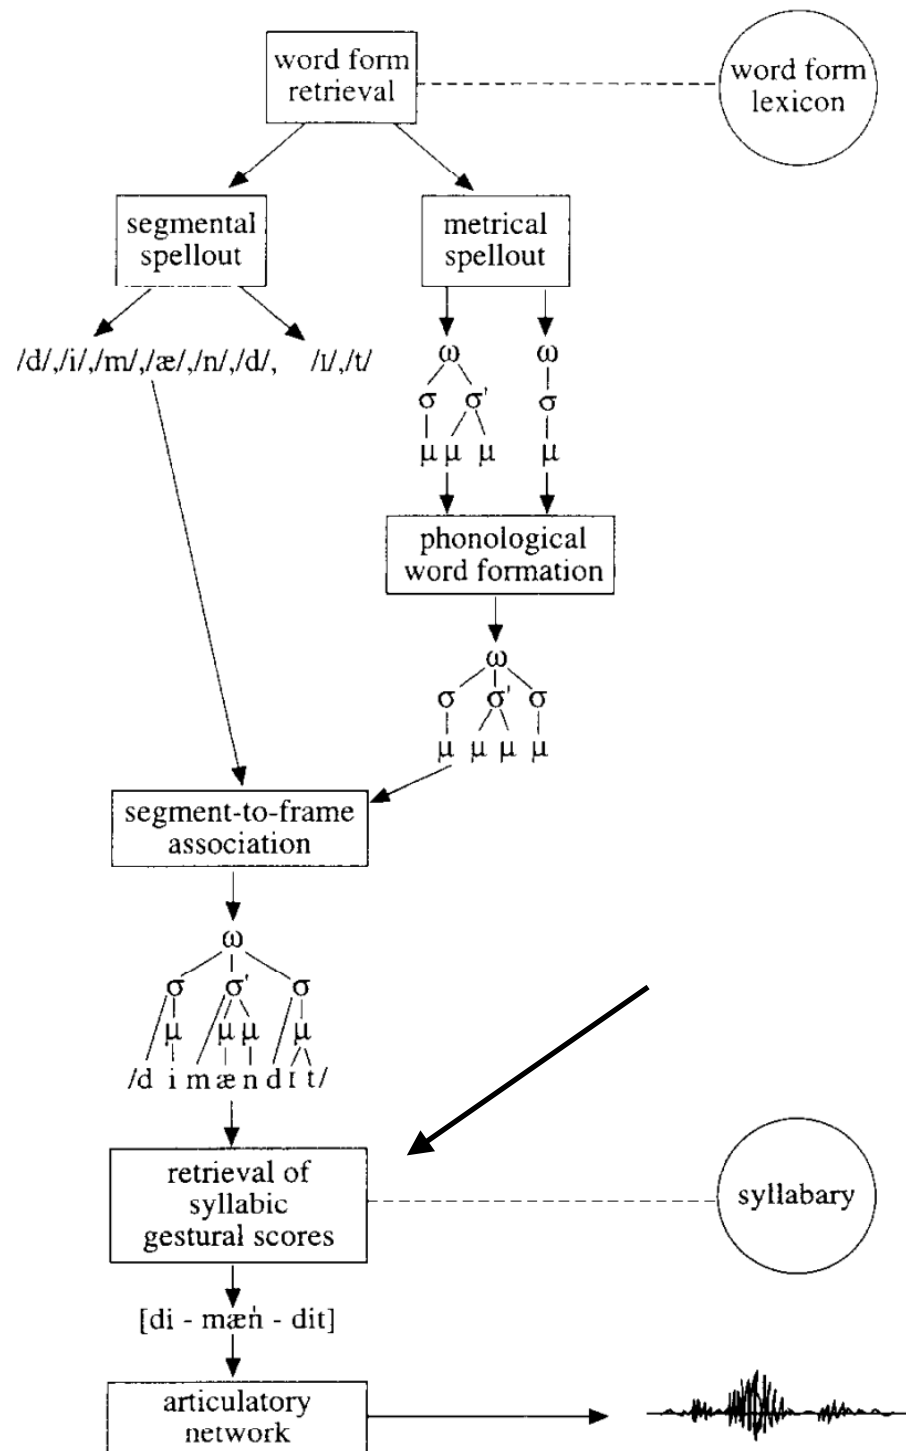 word form
retrieval
word form
lexicon
segmental
spellout
metrical
spellout
/d/,/i/,/m/,/æ/,/n/,/d/, /ɪ/,/t/
ω ω
σ σ' σ
μ μ μ μ
phonological
word formation
ω
σ σ' σ
μ μ μ μ
segment-to-frame
association
ω
σ σ' σ
μ μ μ μ
/d i m æ n d ɪ t/
retrieval of
syllabic
gestural scores
syllabary
[di - mæn' - dit]
articulatory
network